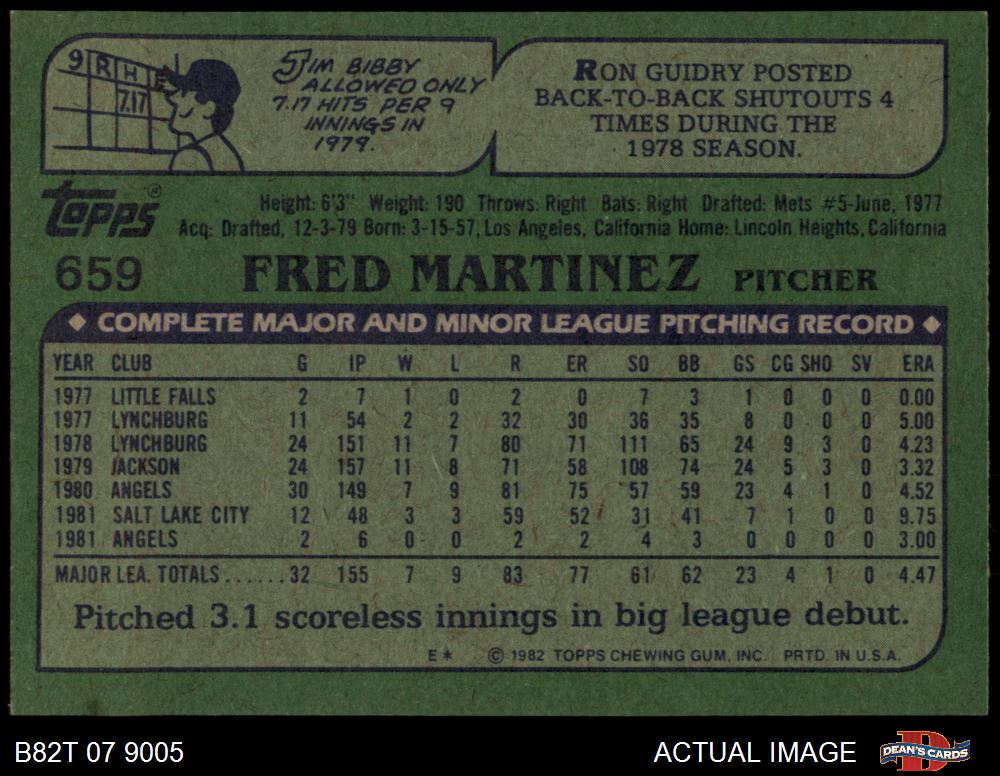 9 R H E
7.17
JIM BIBBY
ALLOWED ONLY
7.17 HITS PER 9
INNINGS IN
1979.
RON GUIDRY POSTED
BACK-TO-BACK SHUTOUTS 4
TIMES DURING THE
1978 SEASON.
Topps®
Height: 6'3" Weight: 190 Throws: Right Bats: Right Drafted: Mets #5-June, 1977
Acq: Drafted, 12-3-79 Born: 3-15-57, Los Angeles, California Home: Lincoln Heights, California
659 FRED MARTINEZ PITCHER
◆ COMPLETE MAJOR AND MINOR LEAGUE PITCHING RECORD ◆
YEAR CLUB G IP W L R ER SO BB GS CG SHO SV ERA
1977 LITTLE FALLS 2 7 1 0 2 0 7 3 1 0 0 0 0.00
1977 LYNCHBURG 11 54 2 2 32 30 36 35 8 0 0 0 5.00
1978 LYNCHBURG 24 151 11 7 80 71 111 65 24 9 3 0 4.23
1979 JACKSON 24 157 11 8 71 58 108 74 24 5 3 0 3.32
1980 ANGELS 30 149 7 9 81 75 57 59 23 4 1 0 4.52
1981 SALT LAKE CITY 12 48 3 3 59 52 31 41 7 1 0 0 9.75
1981 ANGELS 2 6 0 0 2 2 4 3 0 0 0 0 3.00
MAJOR LEA. TOTALS......32 155 7 9 83 77 61 62 23 4 1 0 4.47
Pitched 3.1 scoreless innings in big league debut.
E* © 1982 TOPPS CHEWING GUM, INC. PRTD. IN U.S.A.
B82T 07 9005 ACTUAL IMAGE DEAN'S CARDS